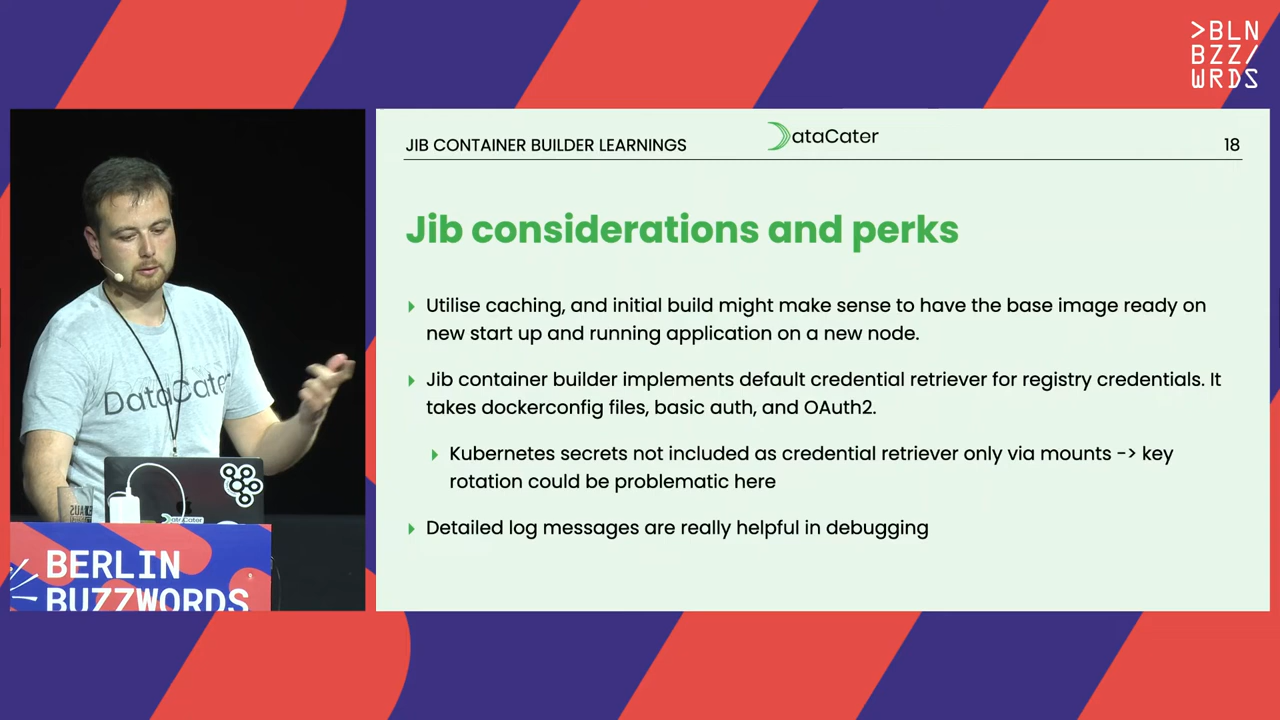 >BLN
BZZ/
WRDS
JIB CONTAINER BUILDER LEARNINGS
DataCater
18
Jib considerations and perks
Utilise caching, and initial build might make sense to have the base image ready on
new start up and running application on a new node.
Jib container builder implements default credential retriever for registry credentials. It
takes dockerconfig files, basic auth, and OAuth2.
Kubernetes secrets not included as credential retriever only via mounts -> key
rotation could be problematic here
Detailed log messages are really helpful in debugging
DataCater
DataCater
BERLIN
BUZZWORDS